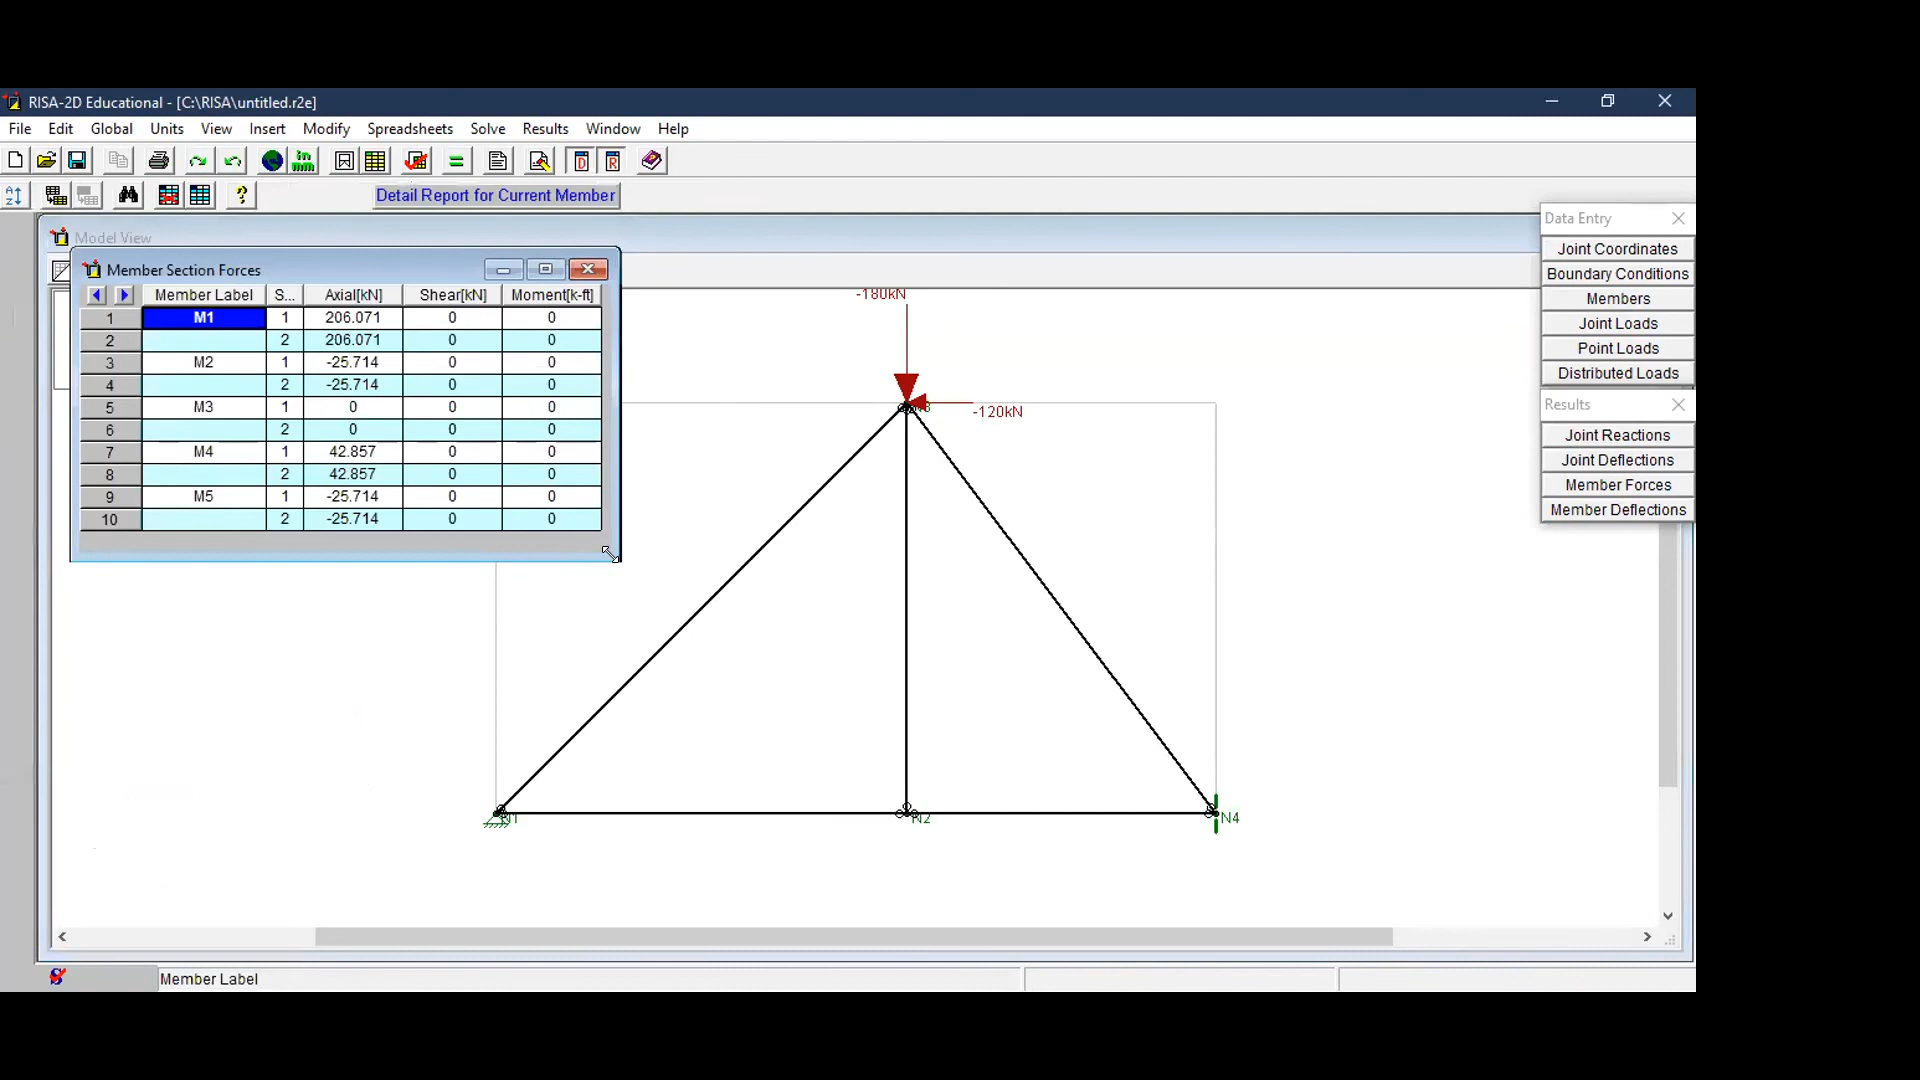 RISA-2D Educational - [C:\RISA\untitled.r2e]
File Edit Global Units View Insert Modify Spreadsheets Solve Results Window Help
Detail Report for Current Member
Model View
Member Section Forces
Member Label S... Axial[kN] Shear[kN] Moment[k-ft]
1 M1 1 206.071 0 0
2 2 206.071 0 0
3 M2 1 -25.714 0 0
4 2 -25.714 0 0
5 M3 1 0 0 0
6 2 0 0 0
7 M4 1 42.857 0 0
8 2 42.857 0 0
9 M5 1 -25.714 0 0
10 2 -25.714 0 0
-180kN
-120kN
N1
N2
N4
Data Entry
Joint Coordinates
Boundary Conditions
Members
Joint Loads
Point Loads
Distributed Loads
Results
Joint Reactions
Joint Deflections
Member Forces
Member Deflections
Member Label